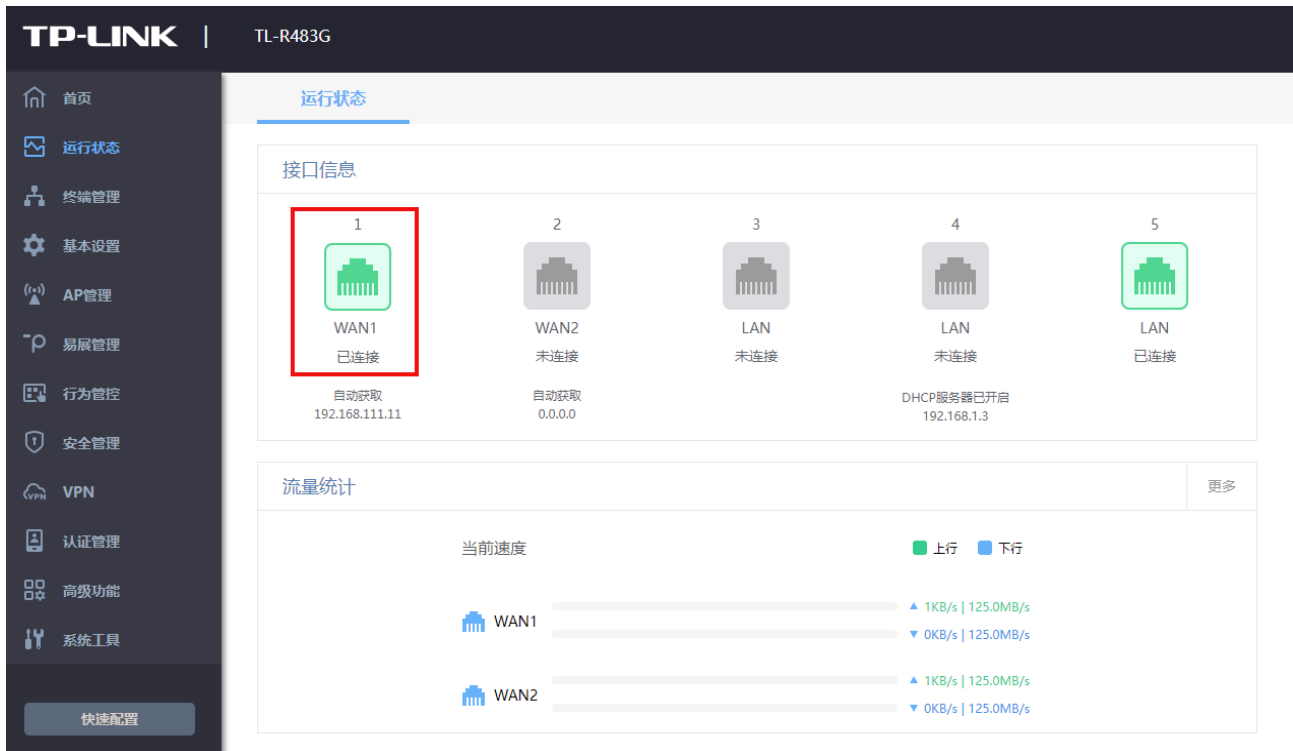 TP-LINK | TL-R483G
首页
运行状态
终端管理
基本设置
AP管理
易展管理
行为管控
安全管理
VPN
认证管理
高级功能
系统工具
快速配置
运行状态
接口信息
1 2 3 4 5
WAN1 WAN2 LAN LAN LAN
已连接 未连接 未连接 未连接 已连接
自动获取 自动获取 DHCP服务器已开启
192.168.111.11 0.0.0.0 192.168.1.3
流量统计 更多
当前速度 上行 下行
WAN1
1KB/s | 125.0MB/s
0KB/s | 125.0MB/s
WAN2
1KB/s | 125.0MB/s
0KB/s | 125.0MB/s